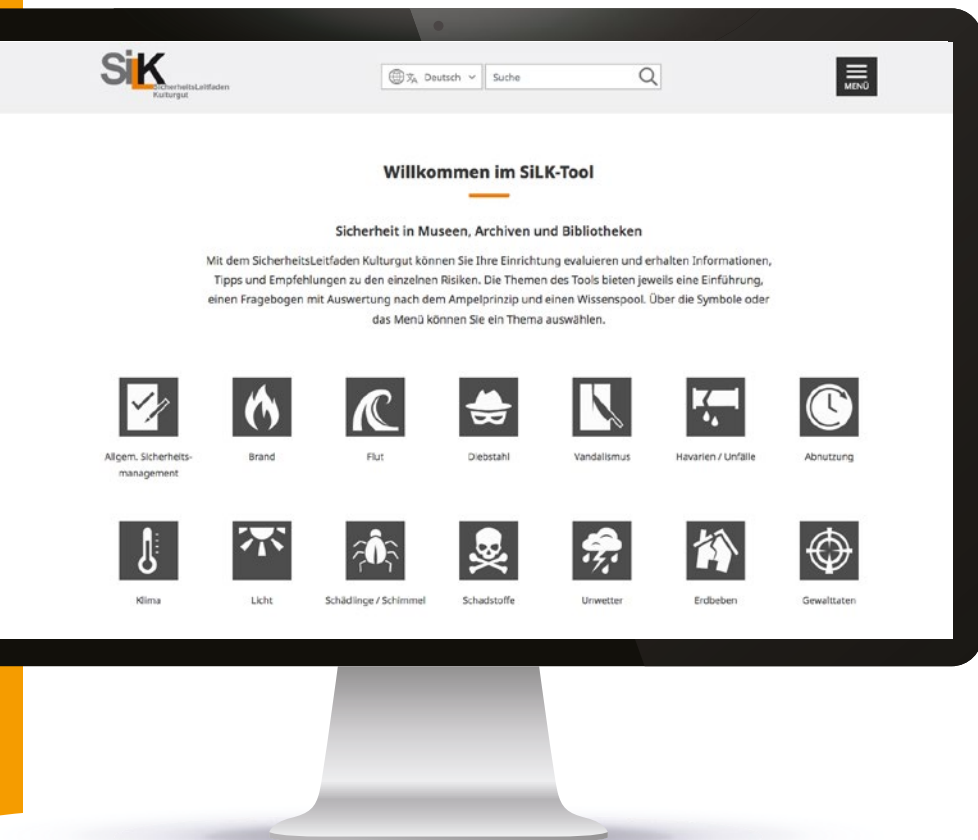 SiLK
SicherheitsLeitfaden
Kulturgut
Deutsch
Suche
MENÜ
Willkommen im SiLK-Tool
Sicherheit in Museen, Archiven und Bibliotheken
Mit dem SicherheitsLeitfaden Kulturgut können Sie Ihre Einrichtung evaluieren und erhalten Informationen,
Tipps und Empfehlungen zu den einzelnen Risiken. Die Themen des Tools bieten jeweils eine Einführung,
einen Fragebogen mit Auswertung nach dem Ampelprinzip und einen Wissenspool. Über die Symbole oder
das Menü können Sie ein Thema auswählen.
Allgem. Sicherheits-
management
Brand
Flut
Diebstahl
Vandalismus
Havarien / Unfälle
Abnutzung
Klima
Licht
Schädlinge / Schimmel
Schadstoffe
Unwetter
Erdbeben
Gewalttaten